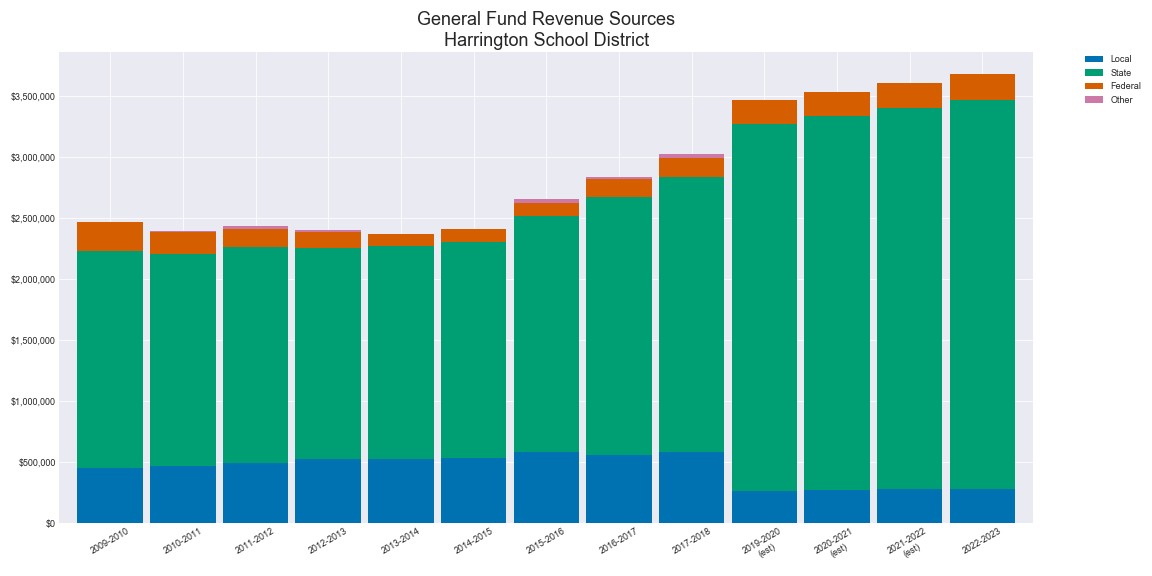 General Fund Revenue Sources
Harrington School District
Local
State
Federal
Other
$3,500,000
$3,000,000
$2,500,000
$2,000,000
$1,500,000
$1,000,000
$500,000
$0
2009-2010
2010-2011
2011-2012
2012-2013
2013-2014
2014-2015
2015-2016
2016-2017
2017-2018
2019-2020
(est)
2020-2021
(est)
2021-2022
(est)
2022-2023